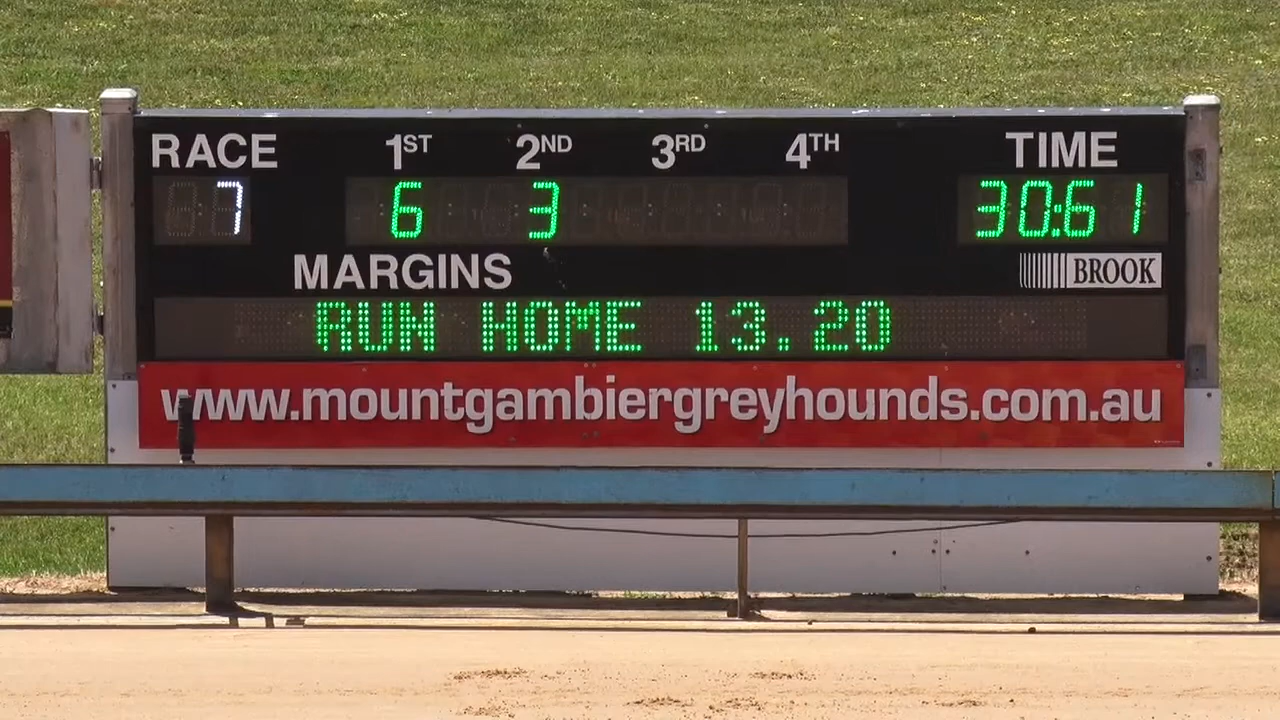 RACE 1ST 2ND 3RD 4TH TIME
7 6 3 30:61
MARGINS BROOK
RUN HOME 13.20
www.mountgambiergreyhounds.com.au